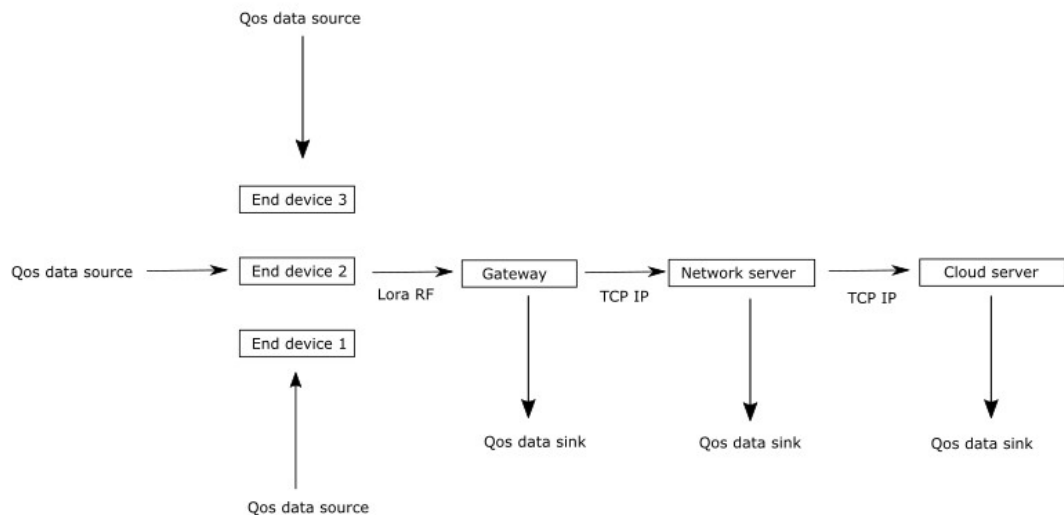 Qos data source
End device 3
Qos data source
End device 2
Lora RF
Gateway
TCP IP
Network server
TCP IP
Cloud server
End device 1
Qos data sink
Qos data sink
Qos data sink
Qos data source